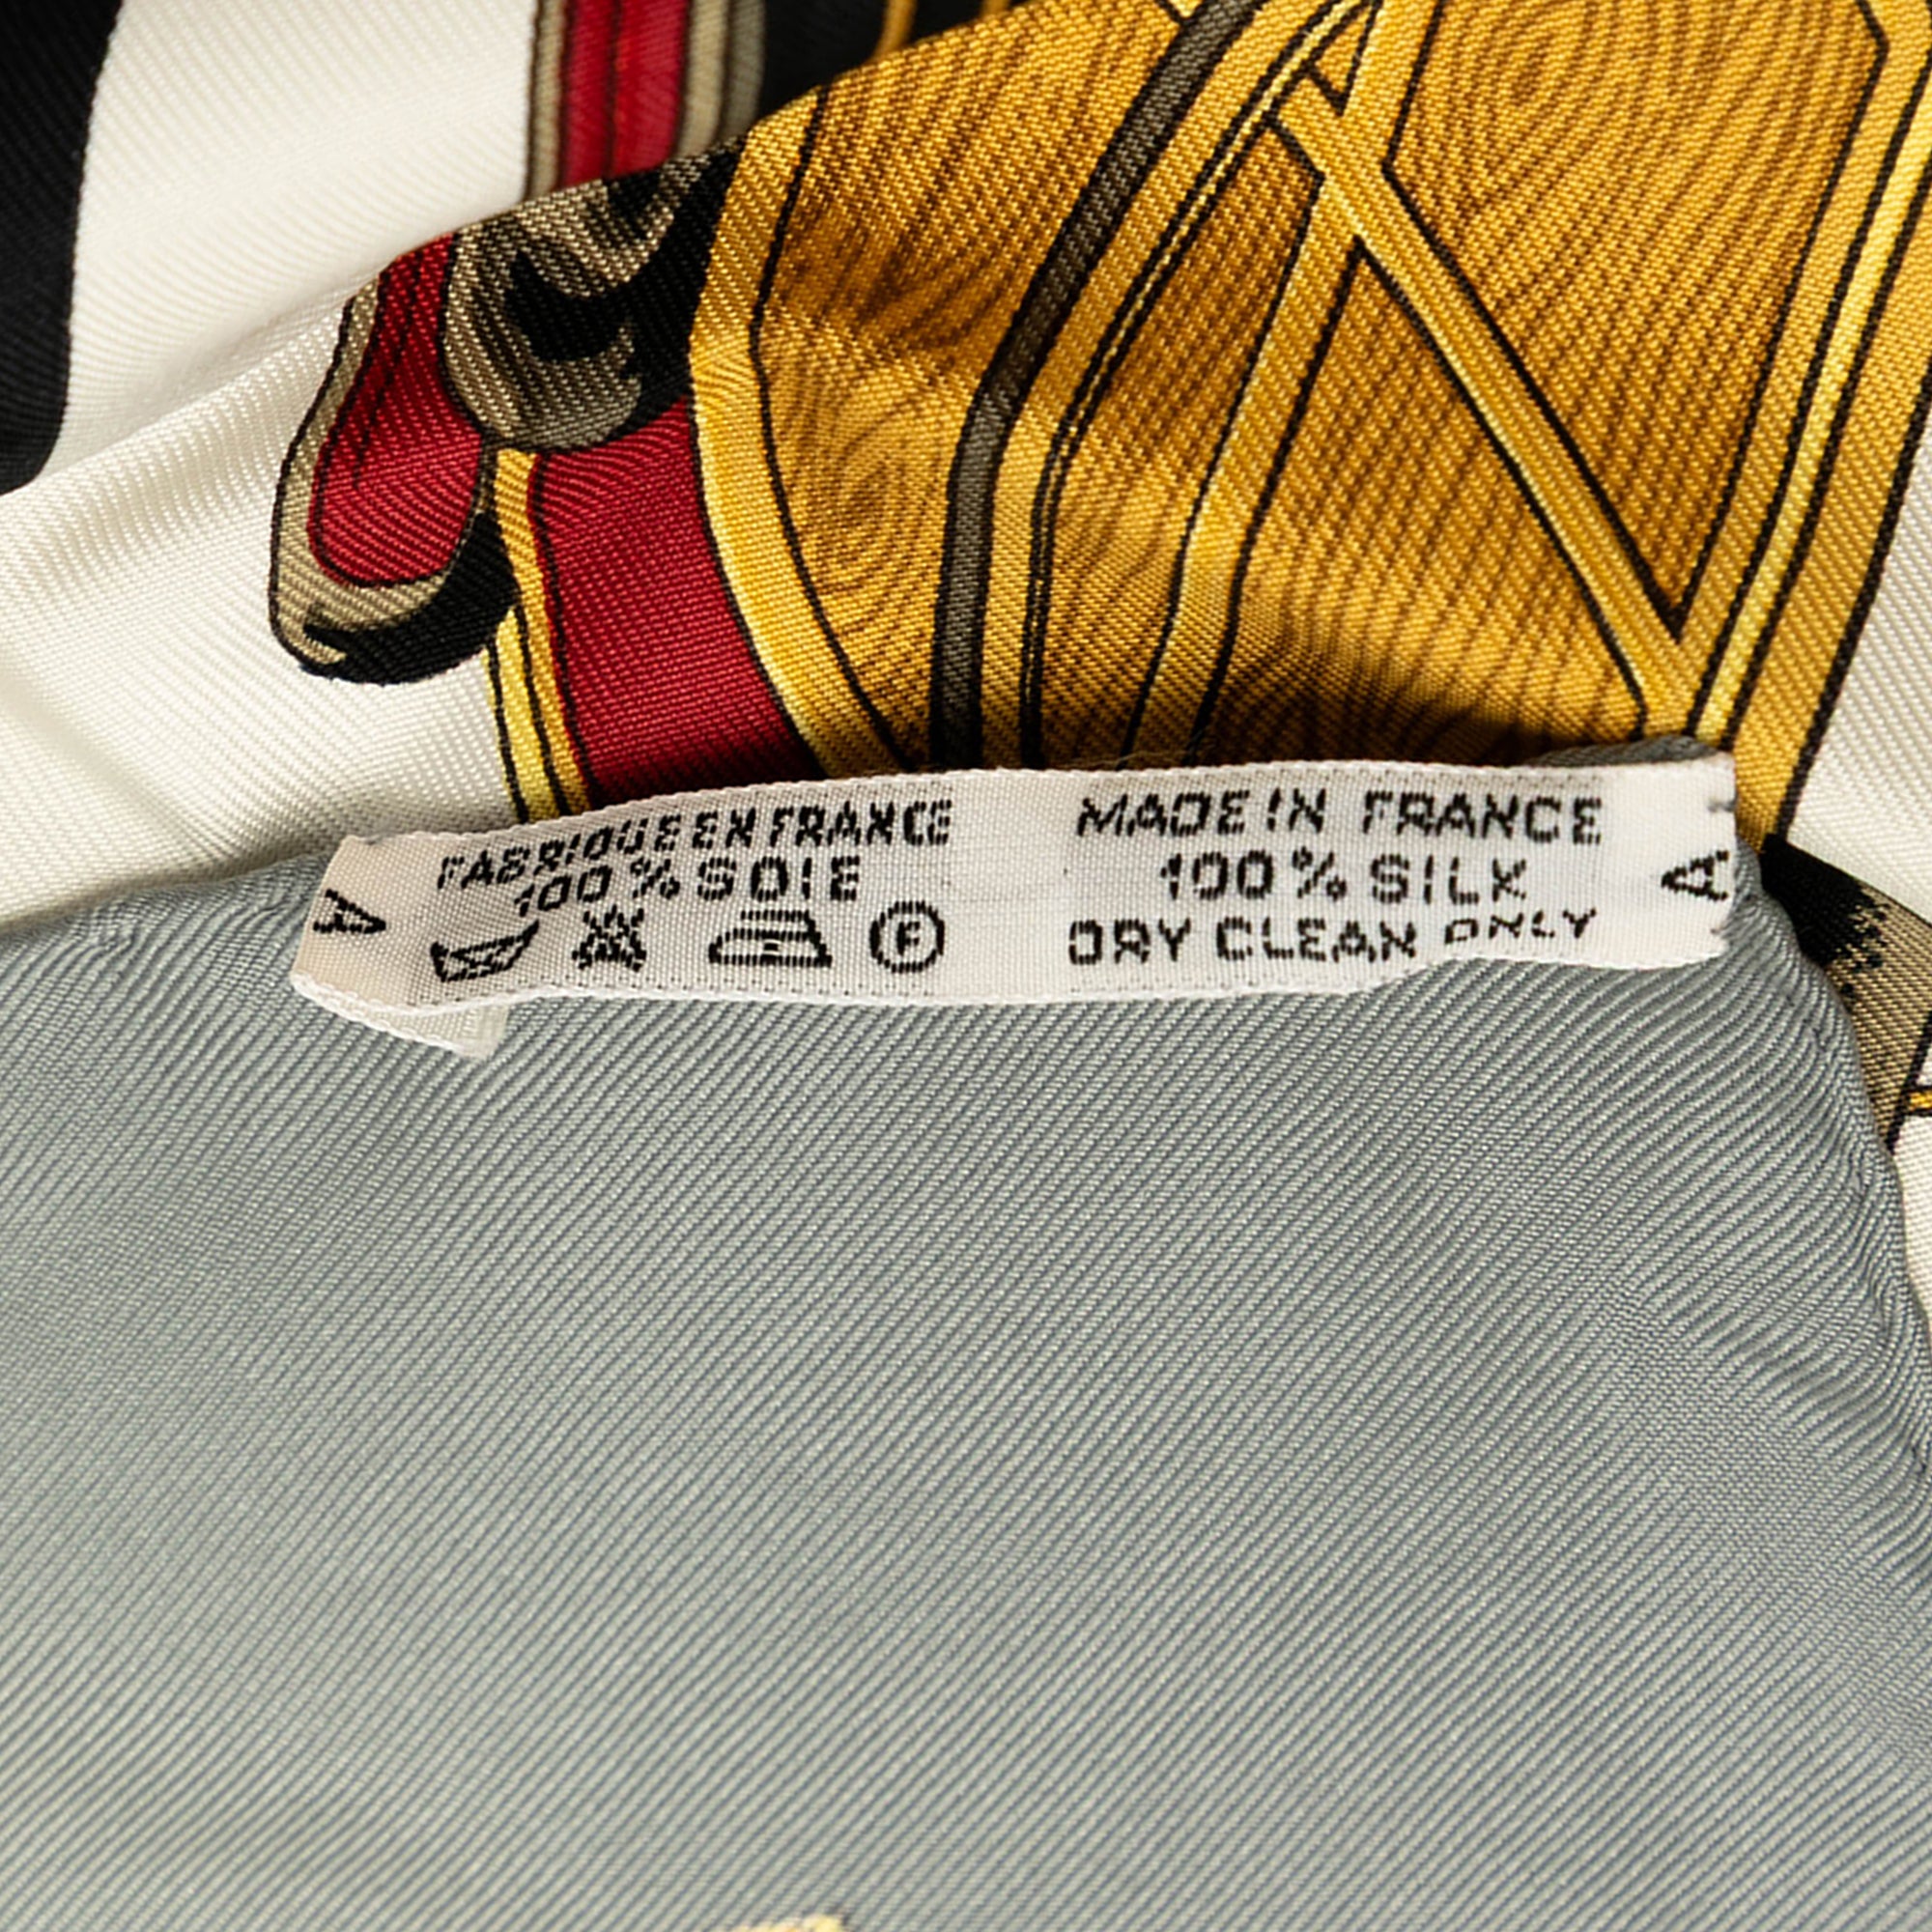 FABRIQUE EN FRANCE
100% SOIE
A
F
MADE IN FRANCE
100% SILK
DRY CLEAN ONLY
A